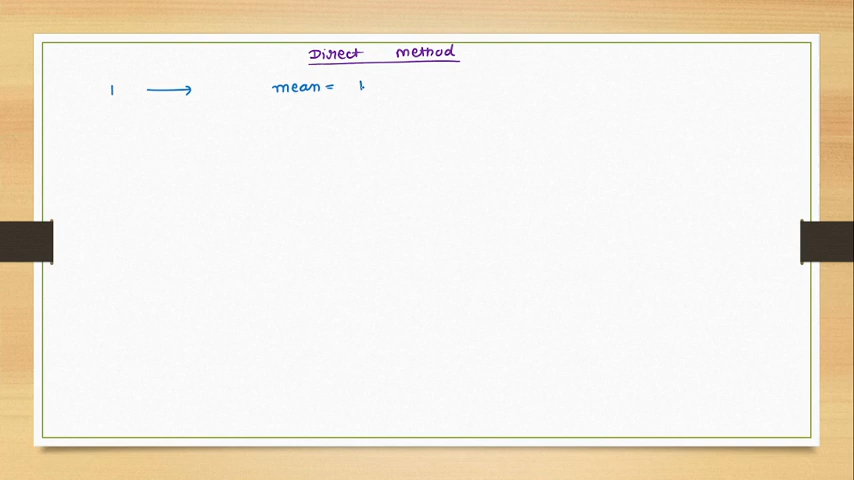 Direct method
1 → mean = 1